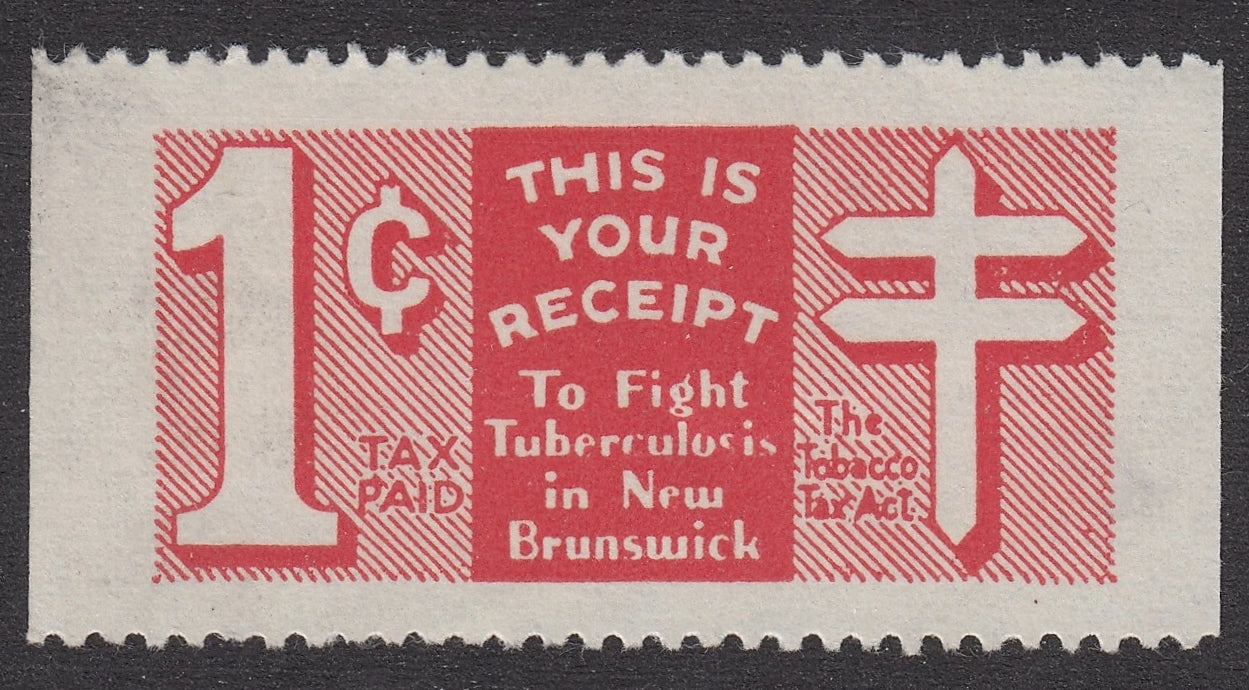 1¢
TAX
PAID
THIS IS
YOUR
RECEIPT
To Fight
Tuberculosis
in New
Brunswick
The
Tobacco
Tax Act.